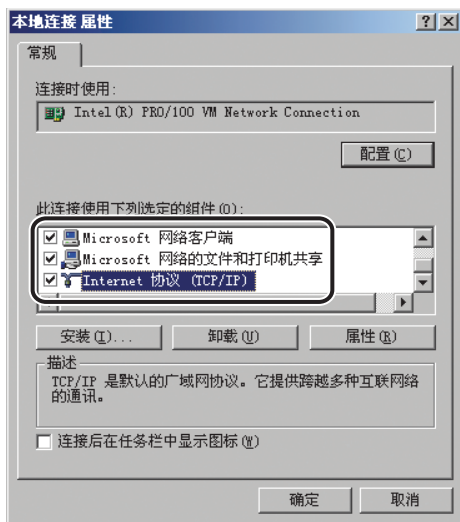 本地连接 属性
常规
连接时使用:
Intel(R) PRO/100 VM Network Connection
配置(C)
此连接使用下列选定的组件(O):
Microsoft 网络客户端
Microsoft 网络的文件和打印机共享
Internet 协议 (TCP/IP)
安装(I)... 卸载(U) 属性(R)
描述
TCP/IP 是默认的广域网协议。它提供跨越多种互联网络
的通讯。
连接后在任务栏中显示图标(W)
确定 取消